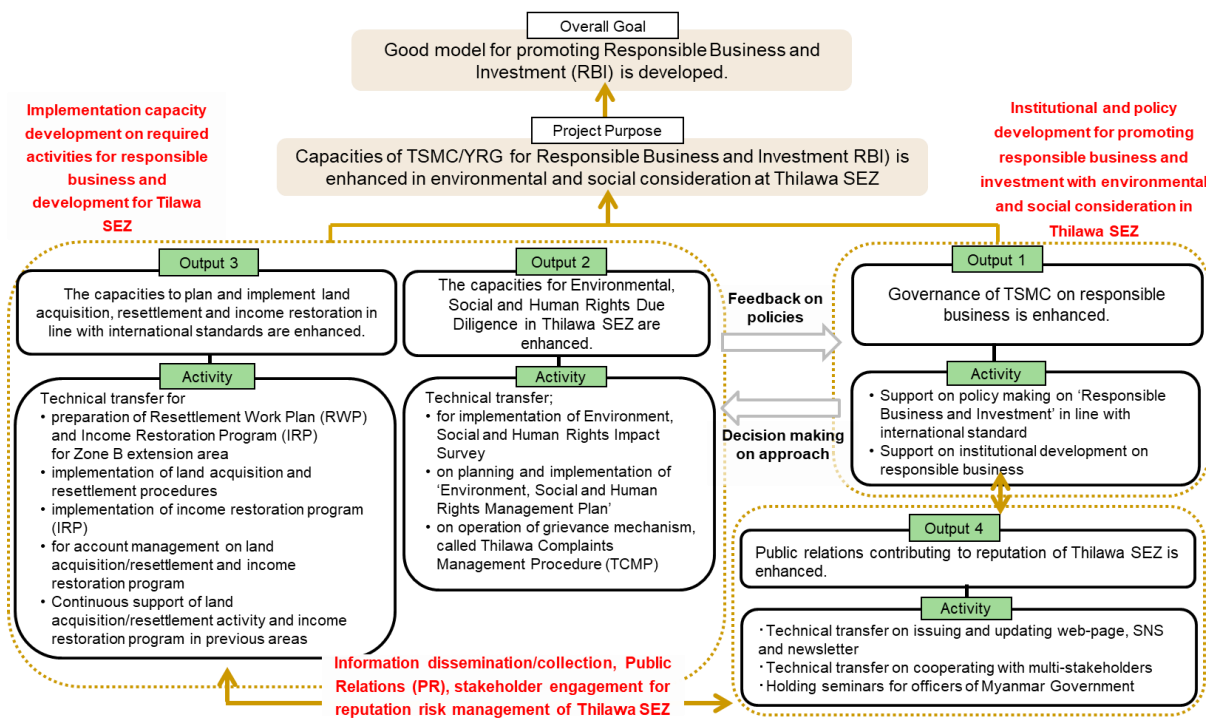 Overall Goal
Good model for promoting Responsible Business and
Investment (RBI) is developed.
Implementation capacity
development on required
activities for responsible
business and
development for Tilawa
SEZ
Project Purpose
Capacities of TSMC/YRG for Responsible Business and Investment RBI) is
enhanced in environmental and social consideration at Thilawa SEZ
Institutional and policy
development for promoting
responsible business and
investment with environmental
and social consideration in
Thilawa SEZ
Output 3
The capacities to plan and implement land
acquisition, resettlement and income restoration in
line with international standards are enhanced.
Activity
Technical transfer for
• preparation of Resettlement Work Plan (RWP)
and Income Restoration Program (IRP)
for Zone B extension area
• implementation of land acquisition and
resettlement procedures
• implementation of income restoration program
(IRP)
• for account management on land
acquisition/resettlement and income
restoration program
• Continuous support of land
acquisition/resettlement activity and income
restoration program in previous areas
Output 2
The capacities for Environmental,
Social and Human Rights Due
Diligence in Thilawa SEZ are
enhanced.
Activity
Technical transfer;
• for implementation of Environment,
Social and Human Rights Impact
Survey
• on planning and implementation of
‘Environment, Social and Human
Rights Management Plan’
• on operation of grievance mechanism,
called Thilawa Complaints
Management Procedure (TCMP)
Feedback on
policies
Decision making
on approach
Output 1
Governance of TSMC on responsible
business is enhanced.
Activity
• Support on policy making on ‘Responsible
Business and Investment’ in line with
international standard
• Support on institutional development on
responsible business
Output 4
Public relations contributing to reputation of Thilawa SEZ is
enhanced.
Activity
・Technical transfer on issuing and updating web-page, SNS
and newsletter
・Technical transfer on cooperating with multi-stakeholders
・Holding seminars for officers of Myanmar Government
Information dissemination/collection, Public
Relations (PR), stakeholder engagement for
reputation risk management of Thilawa SEZ